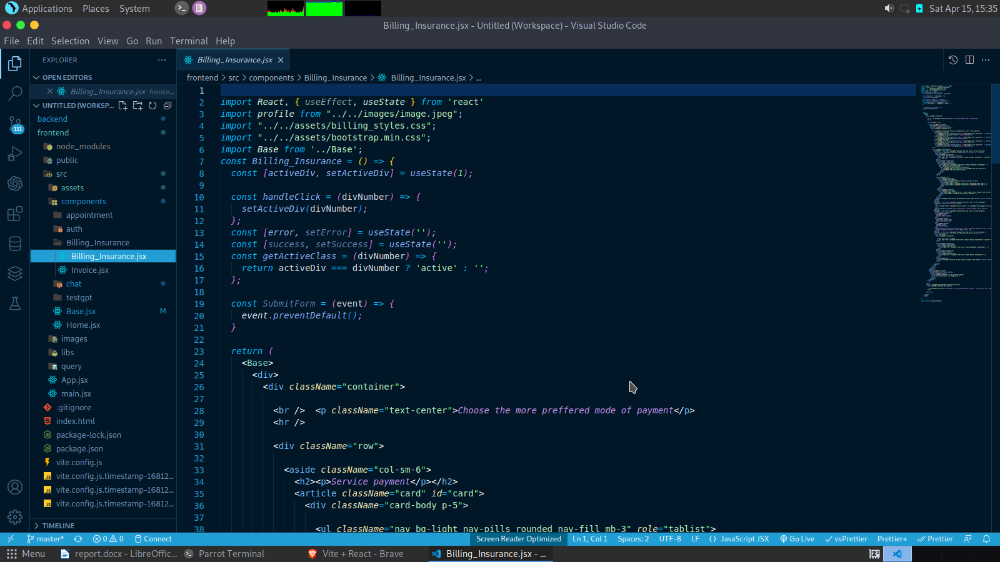 Applications Places System
Sat Apr 15, 15:35
Billing_Insurance.jsx - Untitled (Workspace) - Visual Studio Code
File Edit Selection View Go Run Terminal Help
EXPLORER
OPEN EDITORS
Billing_Insurance.jsx fronte...
UNTITLED (WORKSP...
backend
frontend
node_modules
public
src
assets
components
appointment
auth
Billing_Insurance
Billing_Insurance.jsx
Invoice.jsx
chat
testgpt
Base.jsx M
Home.jsx
images
libs
query
App.jsx
main.jsx
.gitignore
index.html
package-lock.json
package.json
vite.config.js
vite.config.js.timestamp-16812...
vite.config.js.timestamp-16812...
vite.config.js.timestamp-16812...
TIMELINE
111
Billing_Insurance.jsx
frontend > src > components > Billing_Insurance > Billing_Insurance.jsx > ...
1
2 import React, { useEffect, useState } from 'react'
3 import profile from "../../images/image.jpeg";
4 import "../../assets/billing_styles.css";
5 import "../../assets/bootstrap.min.css";
6 import Base from '../Base';
7 const Billing_Insurance = () => {
8 const [activeDiv, setActiveDiv] = useState(1);
9
10 const handleClick = (divNumber) => {
11 setActiveDiv(divNumber);
12 };
13 const [error, setError] = useState('');
14 const [success, setSuccess] = useState('');
15 const getActiveClass = (divNumber) => {
16 return activeDiv === divNumber ? 'active' : '';
17 };
18
19 const SubmitForm = (event) => {
20 event.preventDefault();
21 }
22
23 return (
24 <Base>
25 <div>
26 <div className="container">
27
28 <br /> <p className="text-center">Choose the more preffered mode of payment</p>
29 <hr />
30
31 <div className="row">
32
33 <aside className="col-sm-6">
34 <h2><p>Service payment</p></h2>
35 <article className="card" id="card">
36 <div className="card-body p-5">
37
38 <ul className="nav bg-light nav-pills rounded nav-fill mb-3" role="tablist">
master* 0 0 Connect
Screen Reader Optimized Ln 1, Col 1 Spaces: 2 UTF-8 LF {} JavaScript JSX Go Live vsPrettier Prettier+ Prettier
Menu report.docx - LibreOffic... Parrot Terminal Vite + React - Brave Billing_Insurance.jsx - ...